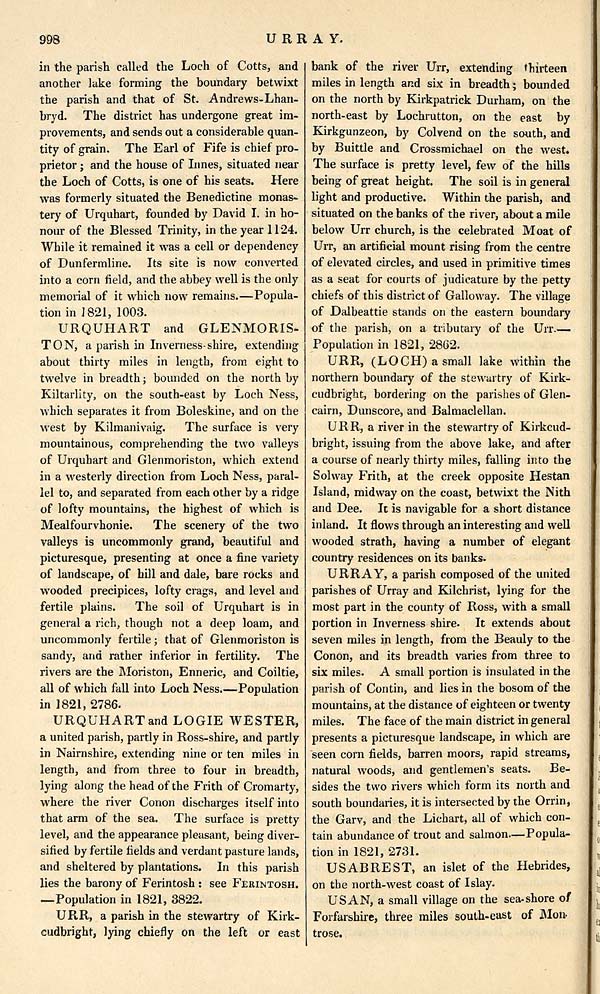 998
URRAY.
in the parish called the Loch of Cotts, and
another lake forming the boundary betwixt
the parish and that of St. Andrews-Lhan-
bryd. The district has undergone great im-
provements, and sends out a considerable quan-
tity of grain. The Earl of Fife is chief pro-
prietor; and the house of Innes, situated near
the Loch of Cotts, is one of his seats. Here
was formerly situated the Benedictine monas-
tery of Urquhart, founded by David I. in ho-
nour of the Blessed Trinity, in the year 1124.
While it remained it was a cell or dependency
of Dunfermline. Its site is now converted
into a corn field, and the abbey well is the only
memorial of it which now remains.—Popula-
tion in 1821, 1003.
URQUHART and GLENMORIS-
TON, a parish in Inverness-shire, extending
about thirty miles in length, from eight to
twelve in breadth; bounded on the north by
Kiltarlity, on the south-east by Loch Ness,
which separates it from Boleskine, and on the
west by Kilmanivaig. The surface is very
mountainous, comprehending the two valleys
of Urquhart and Glenmoriston, which extend
in a westerly direction from Loch Ness, paral-
lel to, and separated from each other by a ridge
of lofty mountains, the highest of which is
Mealfourvhonie. The scenery of the two
valleys is uncommonly grand, beautiful and
picturesque, presenting at once a fine variety
of landscape, of hill and dale, bare rocks and
wooded precipices, lofty crags, and level and
fertile plains. The soil of Urquhart is in
general a rich, though not a deep loam, and
uncommonly fertile; that of Glenmoriston is
sandy, and rather inferior in fertility. The
rivers are the Moriston, Enneric, and Coiltie,
all of which fall into Loch Ness.—Population
in 1821, 2786.
URQUHART and LOGIE WESTER,
a united parish, partly in Ross-shire, and partly
in Nairnshire, extending nine or ten miles in
length, and from three to four in breadth,
lying along the head of the Frith of Cromarty,
where the river Conon discharges itself into
that arm of the sea. The surface is pretty
level, and the appearance pleasant, being diver-
sified by fertile fields and verdant pasture lands,
and sheltered by plantations. In this parish
lies the barony of Ferintosh: see FERINTOSH.
—Population in 1821, 3822.
URR, a parish in the stewartry of Kirk-
cudbright, lying chiefly on the left or east
bank of the river Urr, extending thirteen
miles in length and six in breadth; bounded
on the north by Kirkpatrick Durham, on the
north-east by Lochrutton, on the east by
Kirkgunzeon, by Colvend on the south, and
by Buittle and Crossmichael on the west.
The surface is pretty level, few of the hills
being of great height. The soil is in general
light and productive. Within the parish, and
situated on the banks of the river, about a mile
below Urr church, is the celebrated Moat of
Urr, an artificial mount rising from the centre
of elevated circles, and used in primitive times
as a seat for courts of judicature by the petty
chiefs of this district of Galloway. The village
of Dalbeattie stands on the eastern boundary
of the parish, on a tributary of the Urr.—
Population in 1821, 2862.
URR, (LOCH) a small lake within the
northern boundary of the stewartry of Kirk-
cudbright, bordering on the parishes of Glen-
cairn, Dunscore, and Balmaclellan.
URR, a river in the stewartry of Kirkcud-
bright, issuing from the above lake, and after
a course of nearly thirty miles, falling into the
Solway Frith, at the creek opposite Hestan
Island, midway on the coast, betwixt the Nith
and Dee. It is navigable for a short distance
inland. It flows through an interesting and well
wooded strath, having a number of elegant
country residences on its banks.
URRAY, a parish composed of the united
parishes of Urray and Kilchrist, lying for the
most part in the county of Ross, with a small
portion in Inverness shire. It extends about
seven miles in length, from the Beauly to the
Conon, and its breadth varies from three to
six miles. A small portion is insulated in the
parish of Contin, and lies in the bosom of the
mountains, at the distance of eighteen or twenty
miles. The face of the main district in general
presents a picturesque landscape, in which are
seen corn fields, barren moors, rapid streams,
natural woods, and gentlemen's seats. Be-
sides the two rivers which form its north and
south boundaries, it is intersected by the Orrin,
the Garv, and the Lichart, all of which con-
tain abundance of trout and salmon.—Popula-
tion in 1821, 2731.
USABREST, an islet of the Hebrides,
on the north-west coast of Islay.
USAN, a small village on the sea-shore of
Forfarshire, three miles south-east of Mon-
trose.